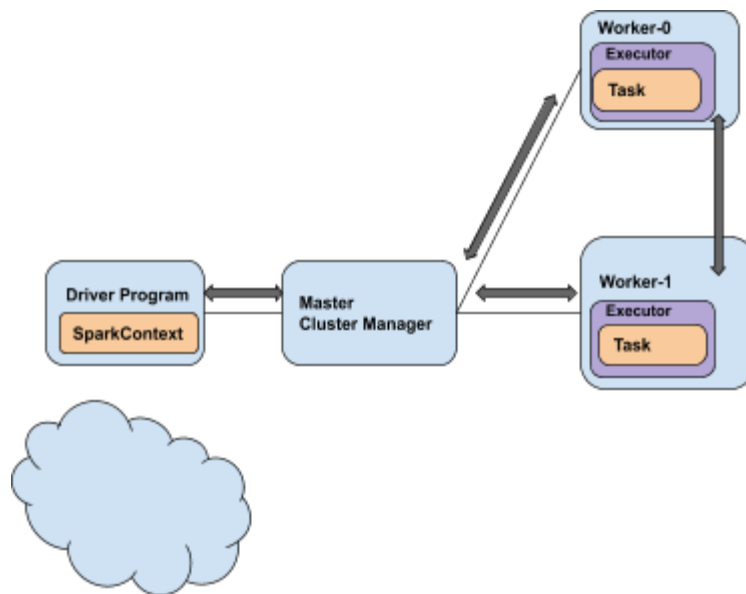 Worker-0
Executor
Task
Driver Program
SparkContext
Master
Cluster Manager
Worker-1
Executor
Task